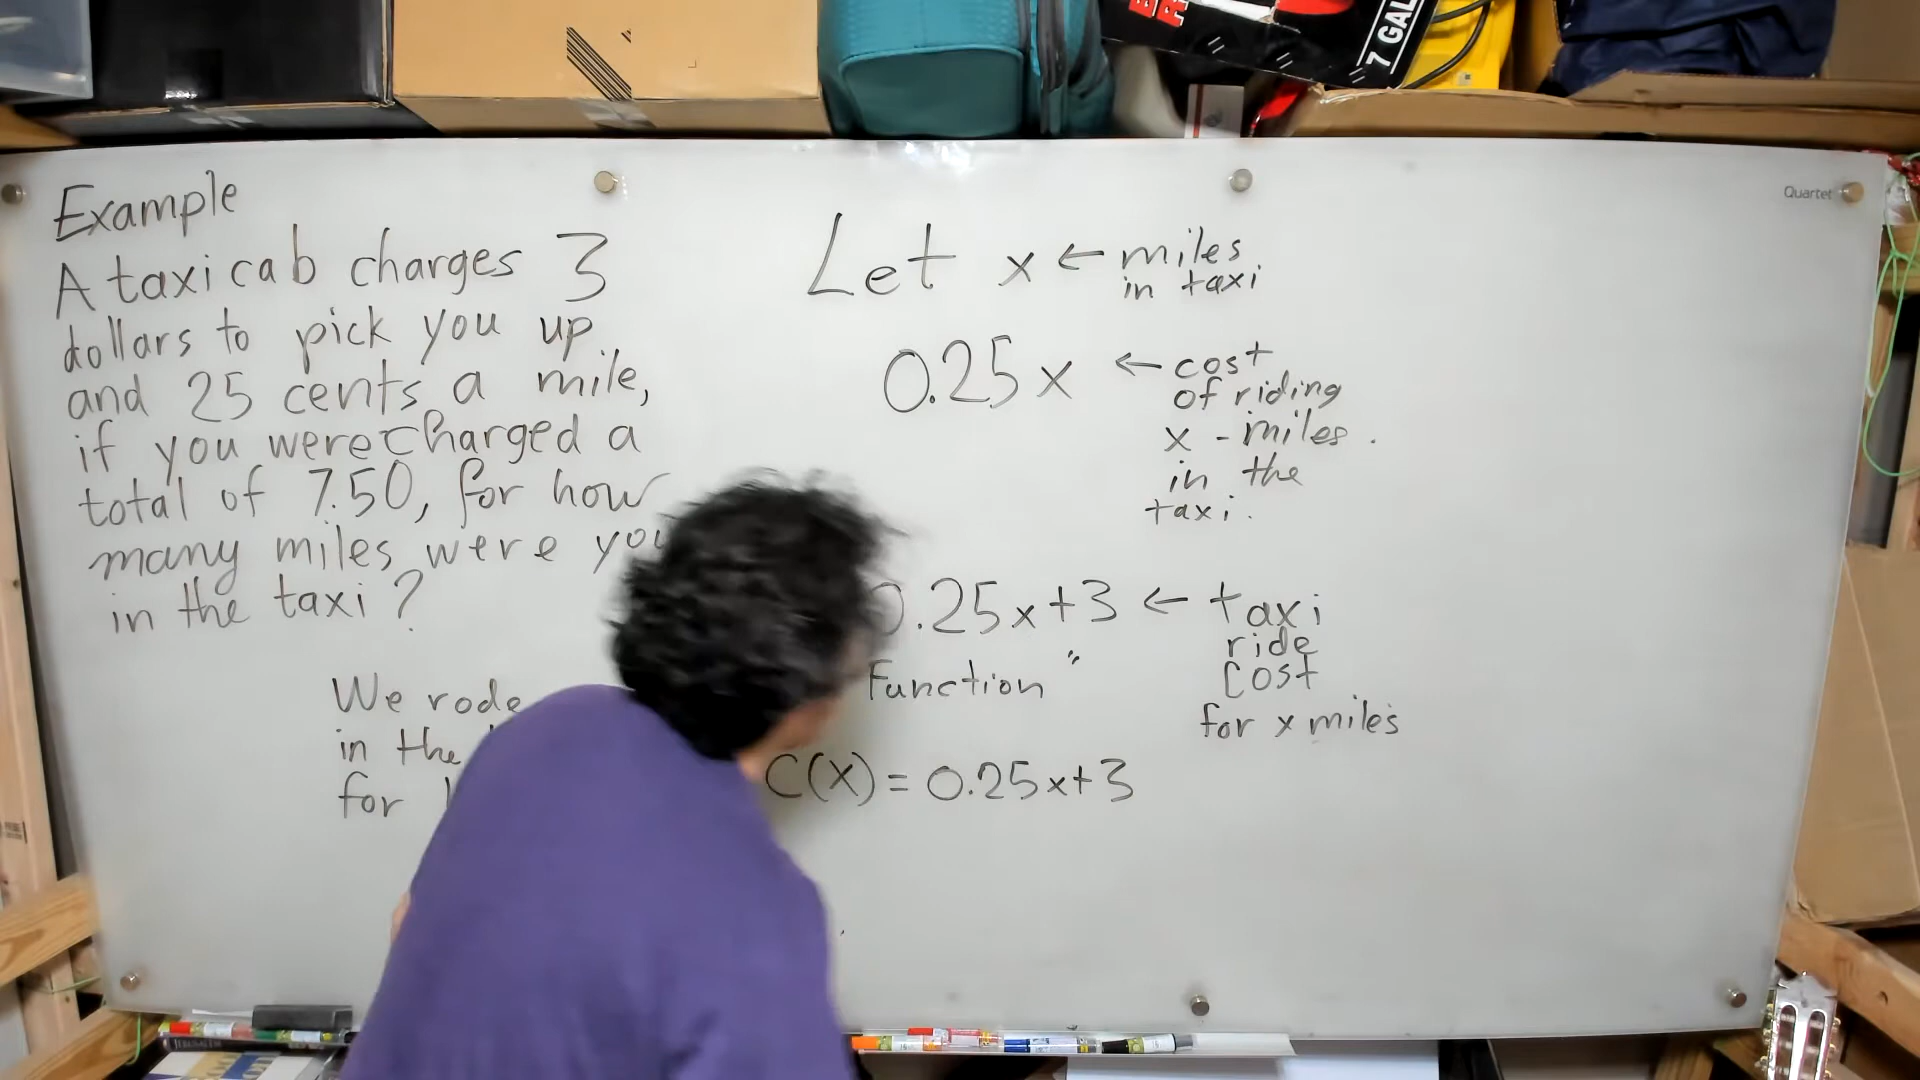 7 GAL
Quartet
Example
A taxi cab charges 3
dollars to pick you up
and 25 cents a mile,
if you were charged a
total of 7.50, for how
many miles were you
in the taxi?
We rode
in the
for
Let x ← miles
in taxi
0.25x ← cost
of riding
x - miles.
in the
taxi.
0.25x+3 ← taxi
ride
cost
for x miles
Function "
C(x) = 0.25x+3